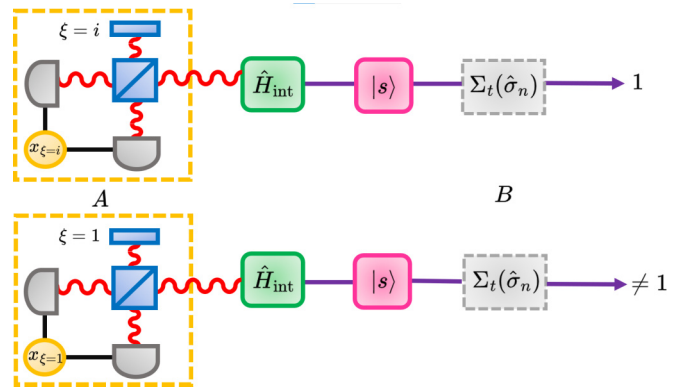 ξ = i
Ĥ_int |s⟩ Σ_t(σ̂_n) 1
x_{ξ=i}
A B
ξ = 1
Ĥ_int |s⟩ Σ_t(σ̂_n) ≠ 1
x_{ξ=1}